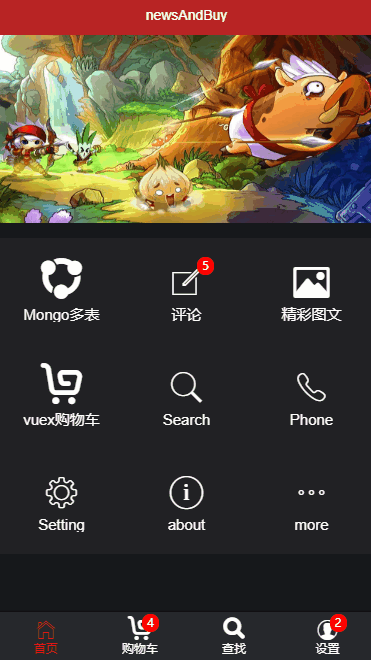 newsAndBuy
Mongo多表
5
评论
精彩图文
vuex购物车
Search
Phone
Setting
about
more
首页
4
购物车
查找
2
设置